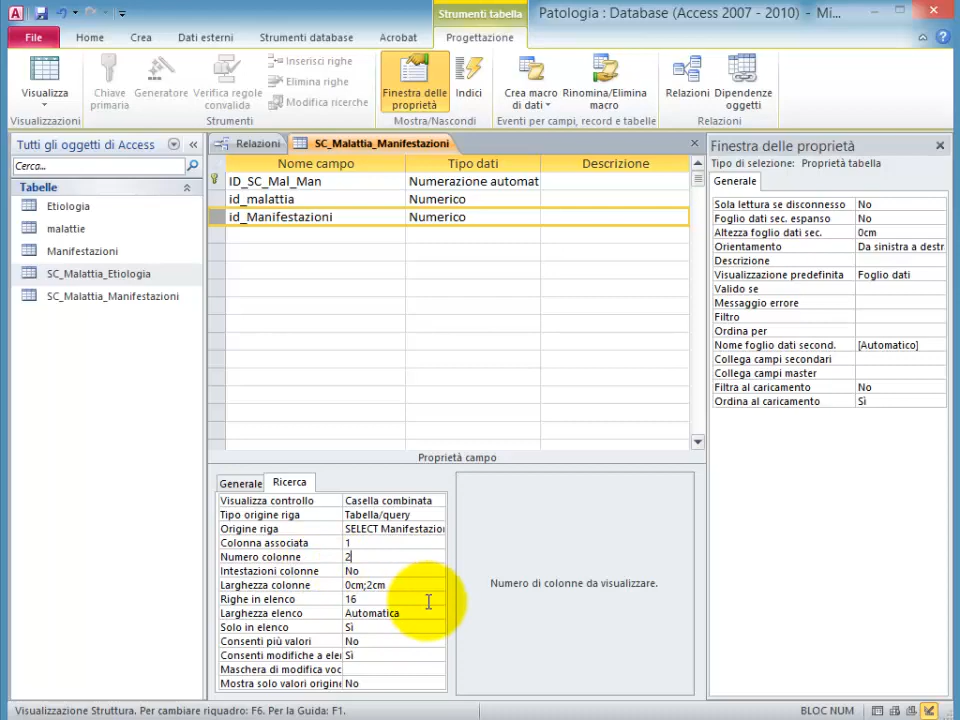 Strumenti tabella
Patologia : Database (Access 2007 - 2010) - Mi...
File Home Crea Dati esterni Strumenti database Acrobat Progettazione
Visualizza
Chiave primaria
Generatore
Verifica regole convalida
Inserisci righe
Elimina righe
Modifica ricerche
Finestra delle proprietà
Indici
Crea macro di dati
Rinomina/Elimina macro
Relazioni
Dipendenze oggetti
Visualizzazioni Strumenti Mostra/Nascondi Eventi per campi, record e tabelle Relazioni
Tutti gli oggetti di Access
Cerca...
Tabelle
Etiologia
malattie
Manifestazioni
SC_Malattia_Etiologia
SC_Malattia_Manifestazioni
Relazioni SC_Malattia_Manifestazioni
Nome campo Tipo dati Descrizione
ID_SC_Mal_Man Numerazione automat
id_malattia Numerico
id_Manifestazioni Numerico
Proprietà campo
Generale Ricerca
Visualizza controllo Casella combinata
Tipo origine riga Tabella/query
Origine riga SELECT Manifestazion
Colonna associata 1
Numero colonne 2
Intestazioni colonne No
Larghezza colonne 0cm;2cm
Righe in elenco 16
Larghezza elenco Automatica
Solo in elenco Sì
Consenti più valori No
Consenti modifiche a ele Sì
Maschera di modifica voc
Mostra solo valori origine No
Numero di colonne da visualizzare.
Finestra delle proprietà
Tipo di selezione: Proprietà tabella
Generale
Sola lettura se disconnesso No
Foglio dati sec. espanso No
Altezza foglio dati sec. 0cm
Orientamento Da sinistra a destr
Descrizione
Visualizzazione predefinita Foglio dati
Valido se
Messaggio errore
Filtro
Ordina per
Nome foglio dati second. [Automatico]
Collega campi secondari
Collega campi master
Filtra al caricamento No
Ordina al caricamento Sì
Visualizzazione Struttura. Per cambiare riquadro: F6. Per la Guida: F1.
BLOC NUM